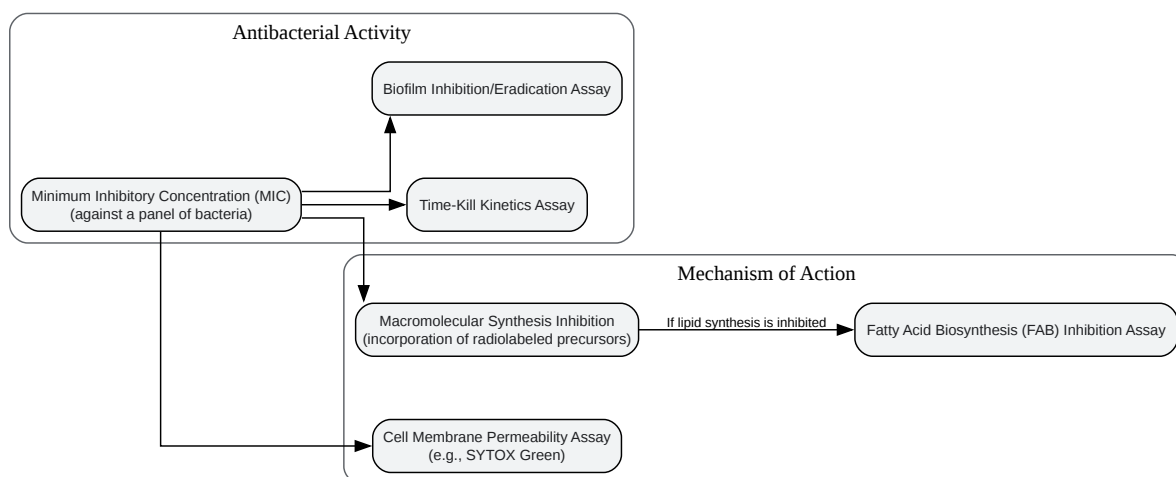 Antibacterial Activity
Biofilm Inhibition/Eradication Assay
Minimum Inhibitory Concentration (MIC)
(against a panel of bacteria)
Time-Kill Kinetics Assay
Mechanism of Action
Macromolecular Synthesis Inhibition
(incorporation of radiolabeled precursors)
If lipid synthesis is inhibited
Fatty Acid Biosynthesis (FAB) Inhibition Assay
Cell Membrane Permeability Assay
(e.g., SYTOX Green)